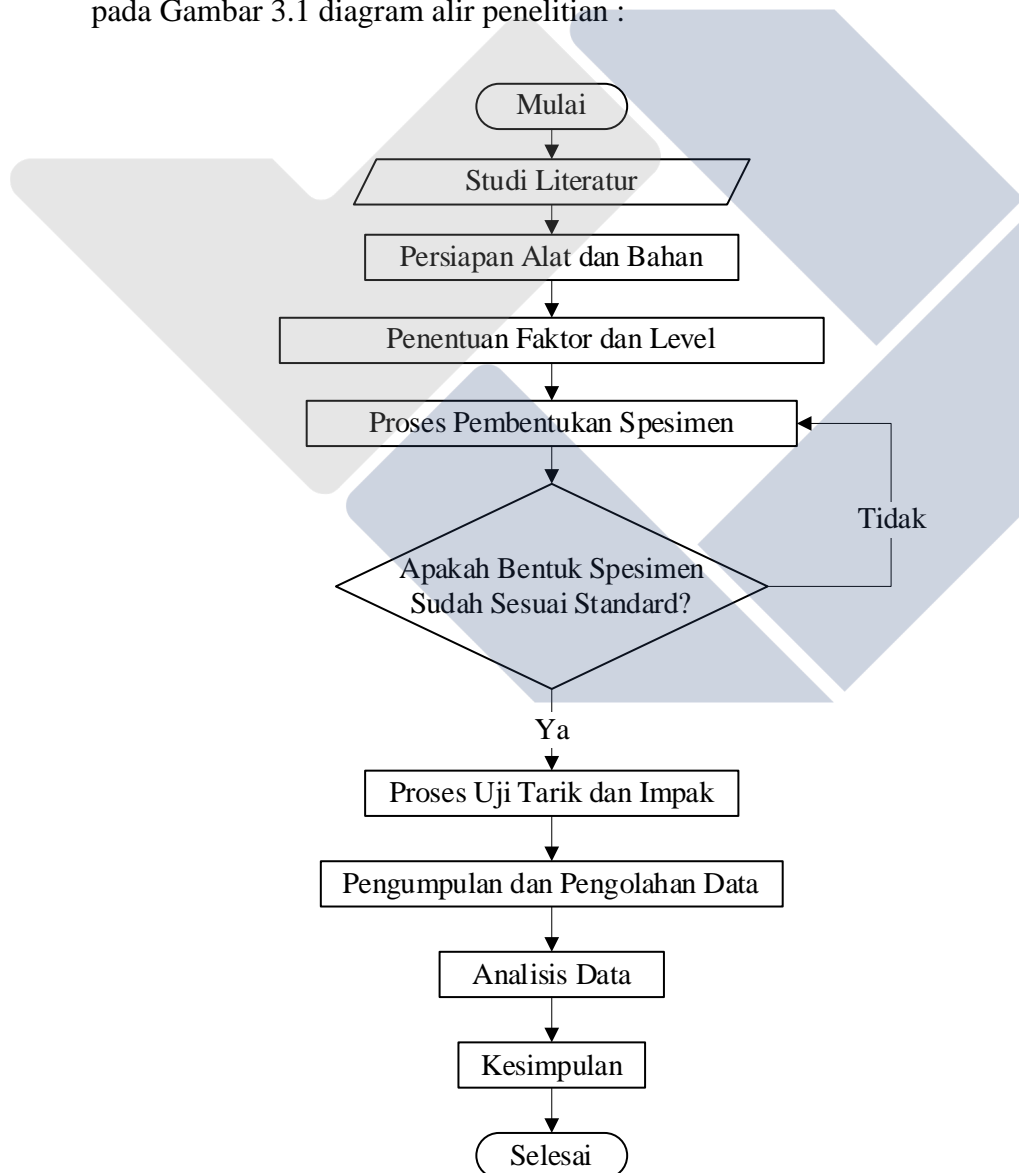 pada Gambar 3.1 diagram alir penelitian :
Mulai
Studi Literatur
Persiapan Alat dan Bahan
Penentuan Faktor dan Level
Proses Pembentukan Spesimen
Tidak
Apakah Bentuk Spesimen
Sudah Sesuai Standard?
Ya
Proses Uji Tarik dan Impak
Pengumpulan dan Pengolahan Data
Analisis Data
Kesimpulan
Selesai